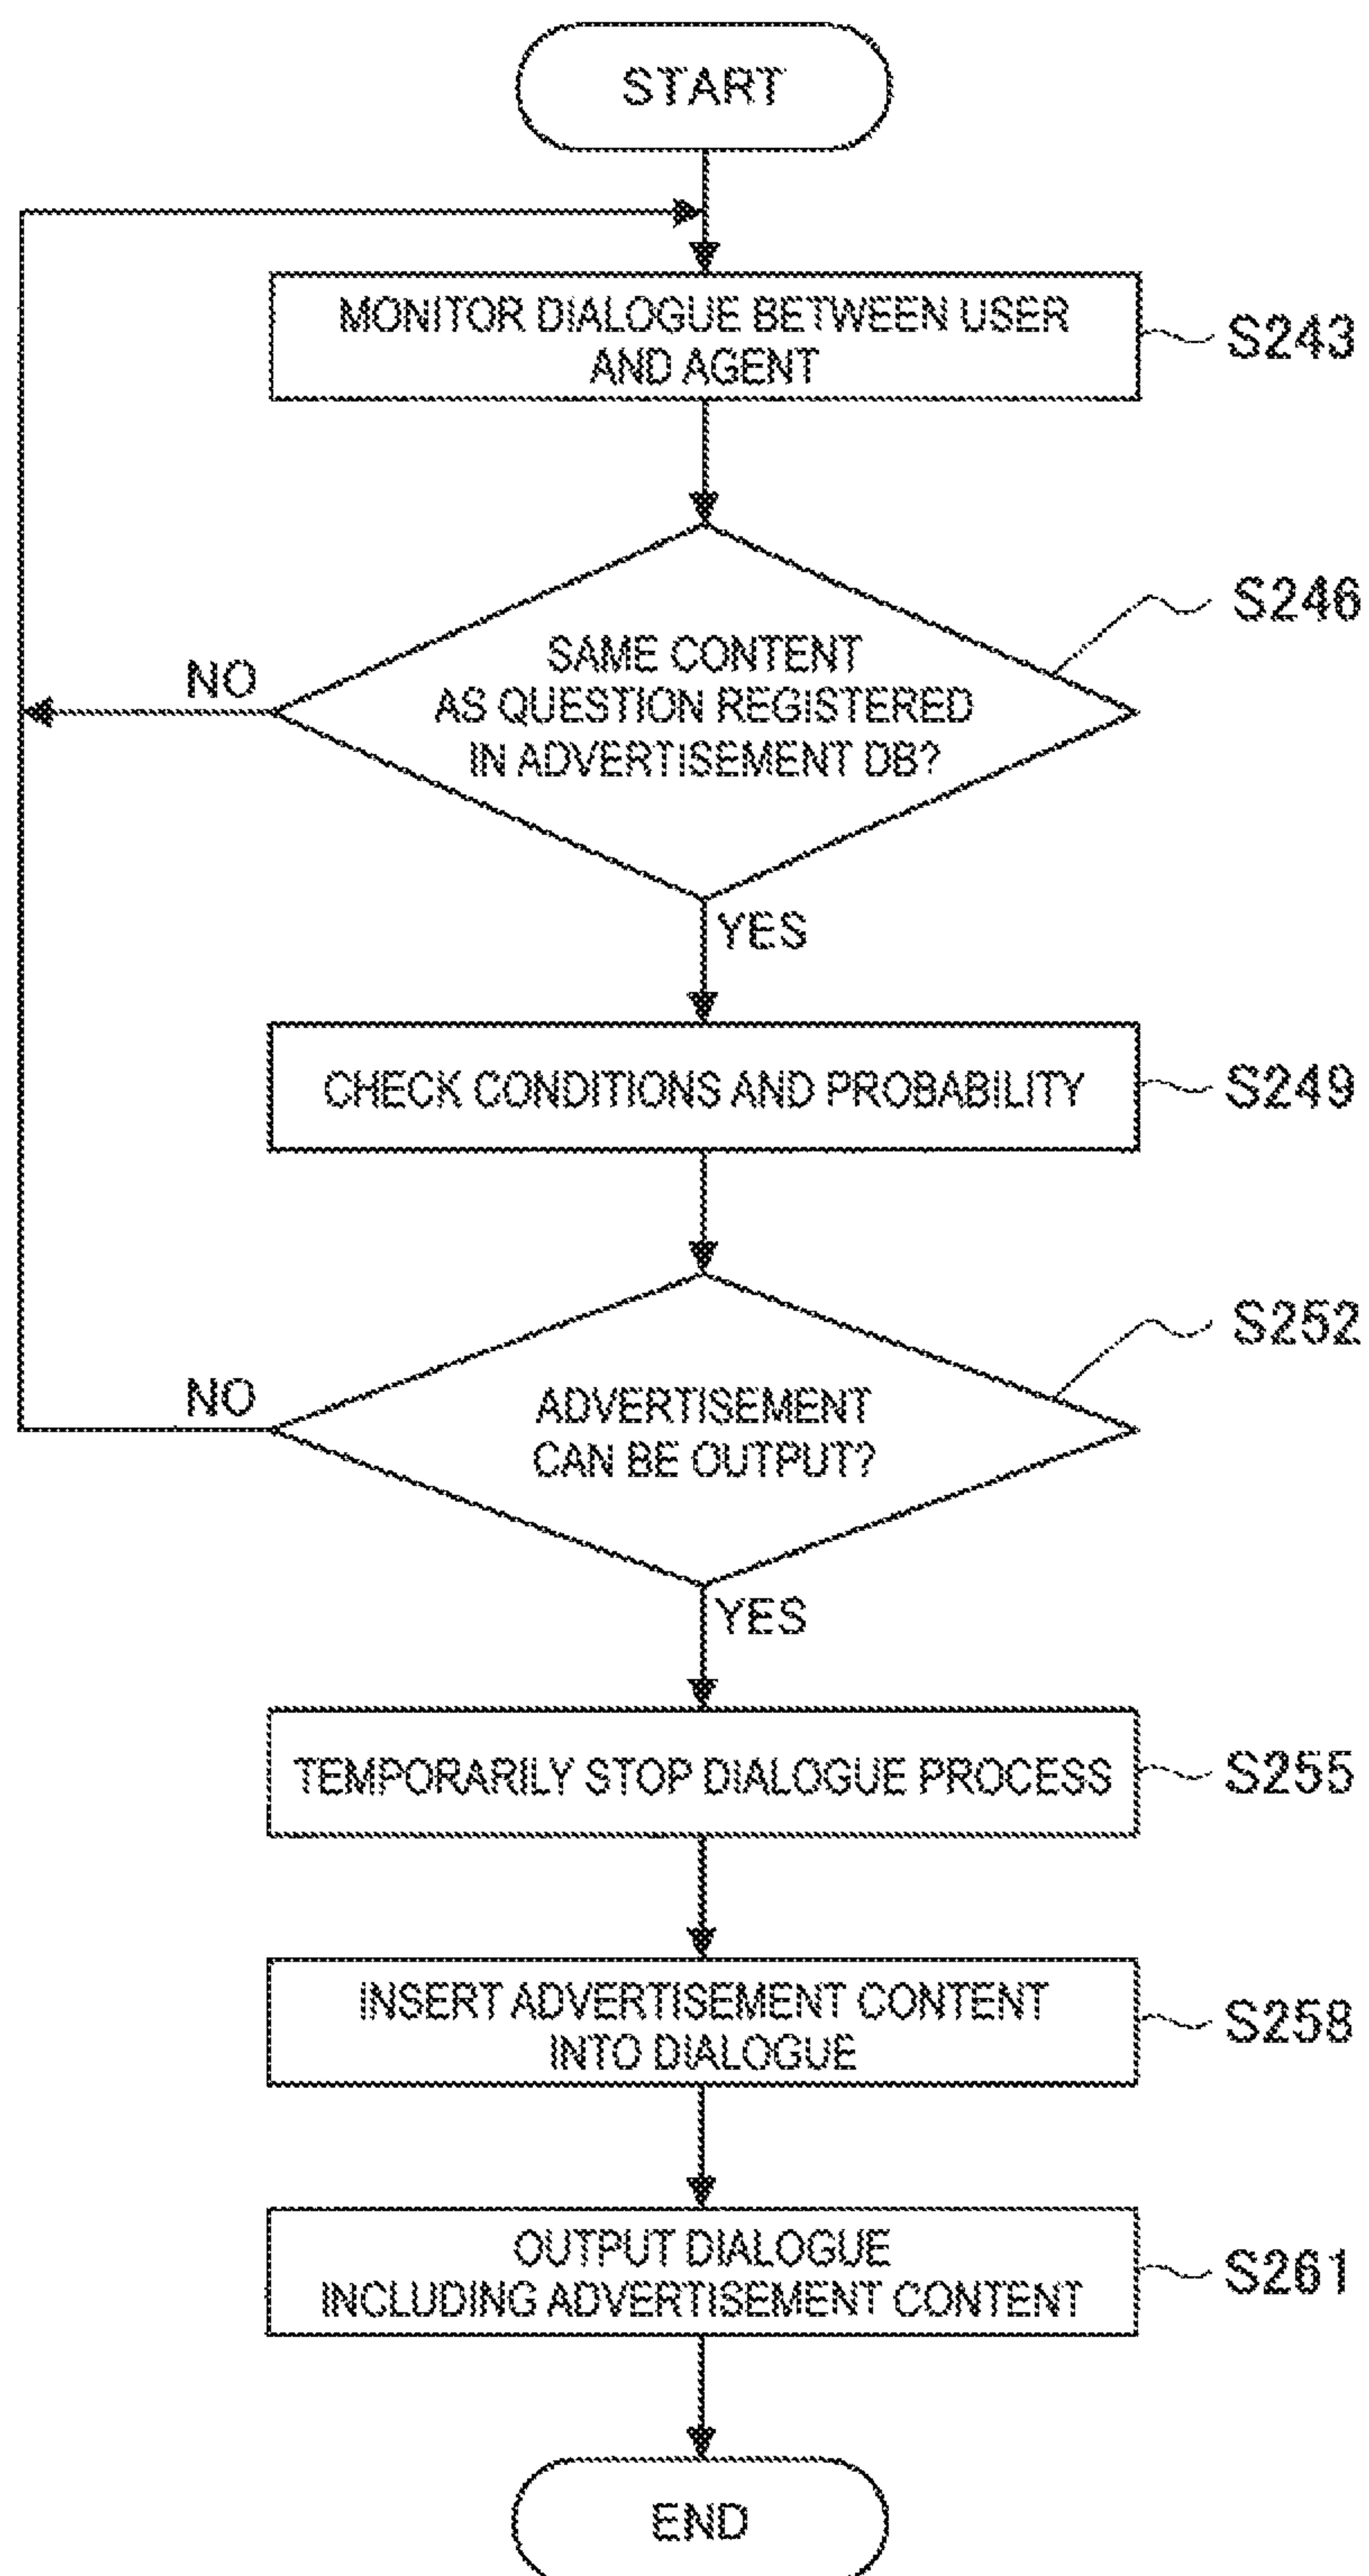 START
MONITOR DIALOGUE BETWEEN USER
AND AGENT
S243
SAME CONTENT
AS QUESTION REGISTERED
IN ADVERTISEMENT DB?
S246
NO
YES
CHECK CONDITIONS AND PROBABILITY
S249
ADVERTISEMENT
CAN BE OUTPUT?
S252
NO
YES
TEMPORARILY STOP DIALOGUE PROCESS
S255
INSERT ADVERTISEMENT CONTENT
INTO DIALOGUE
S258
OUTPUT DIALOGUE
INCLUDING ADVERTISEMENT CONTENT
S261
END